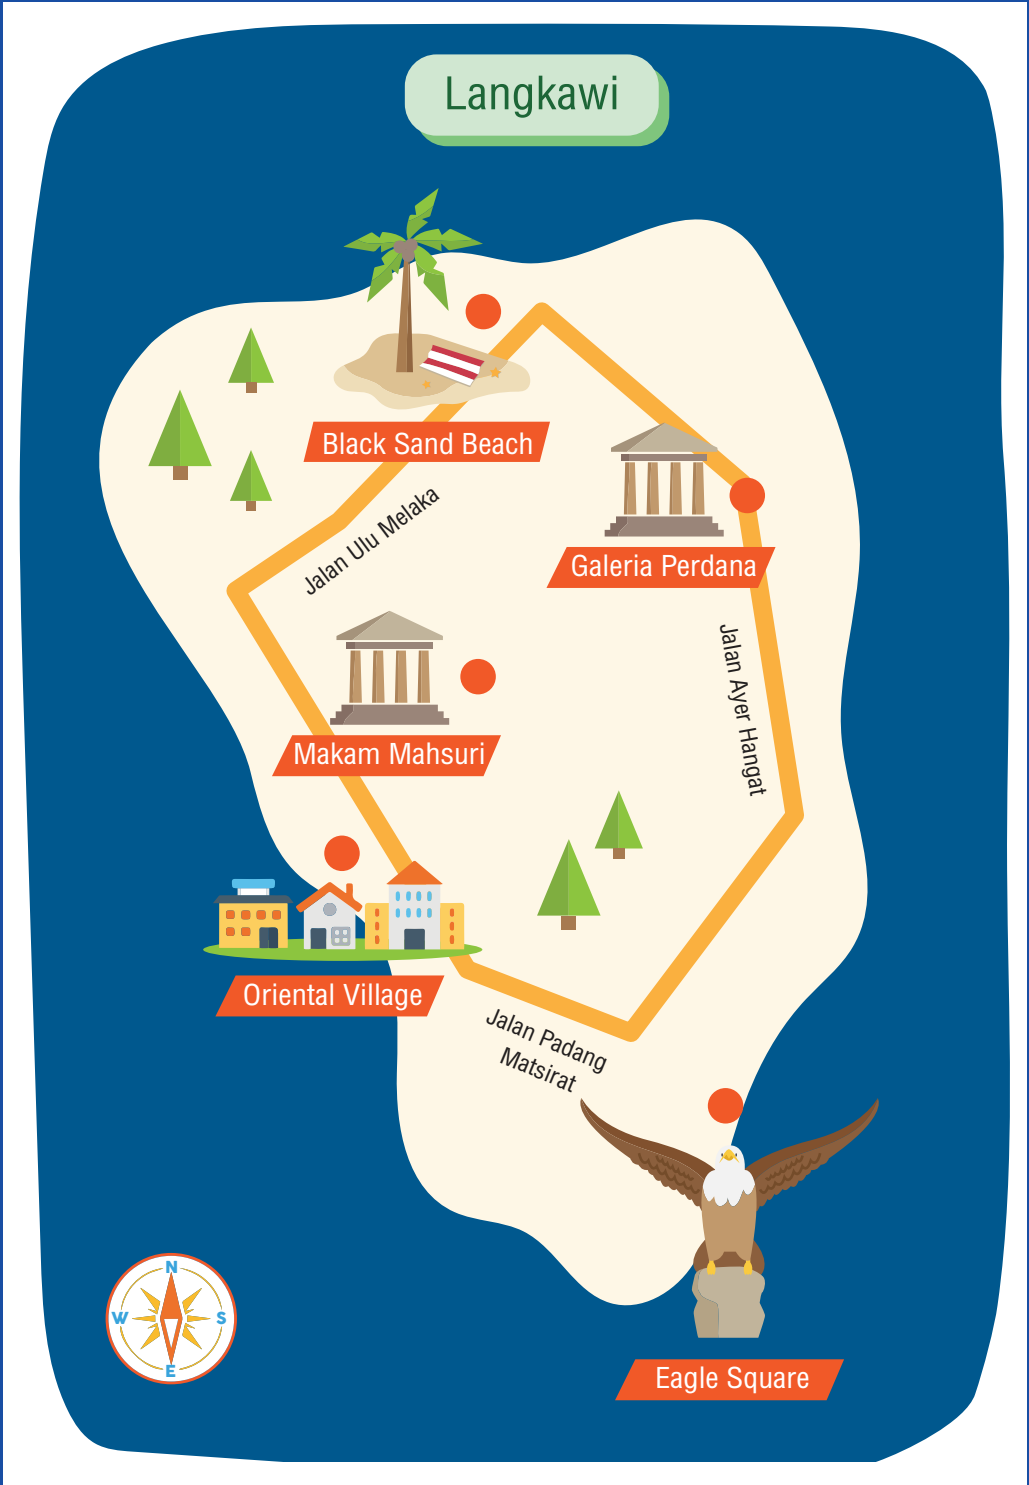 Langkawi
Black Sand Beach
Jalan Ulu Melaka
Galeria Perdana
Jalan Ayer Hangat
Makam Mahsuri
Oriental Village
Jalan Padang
Matsirat
Eagle Square
N
W
S
E